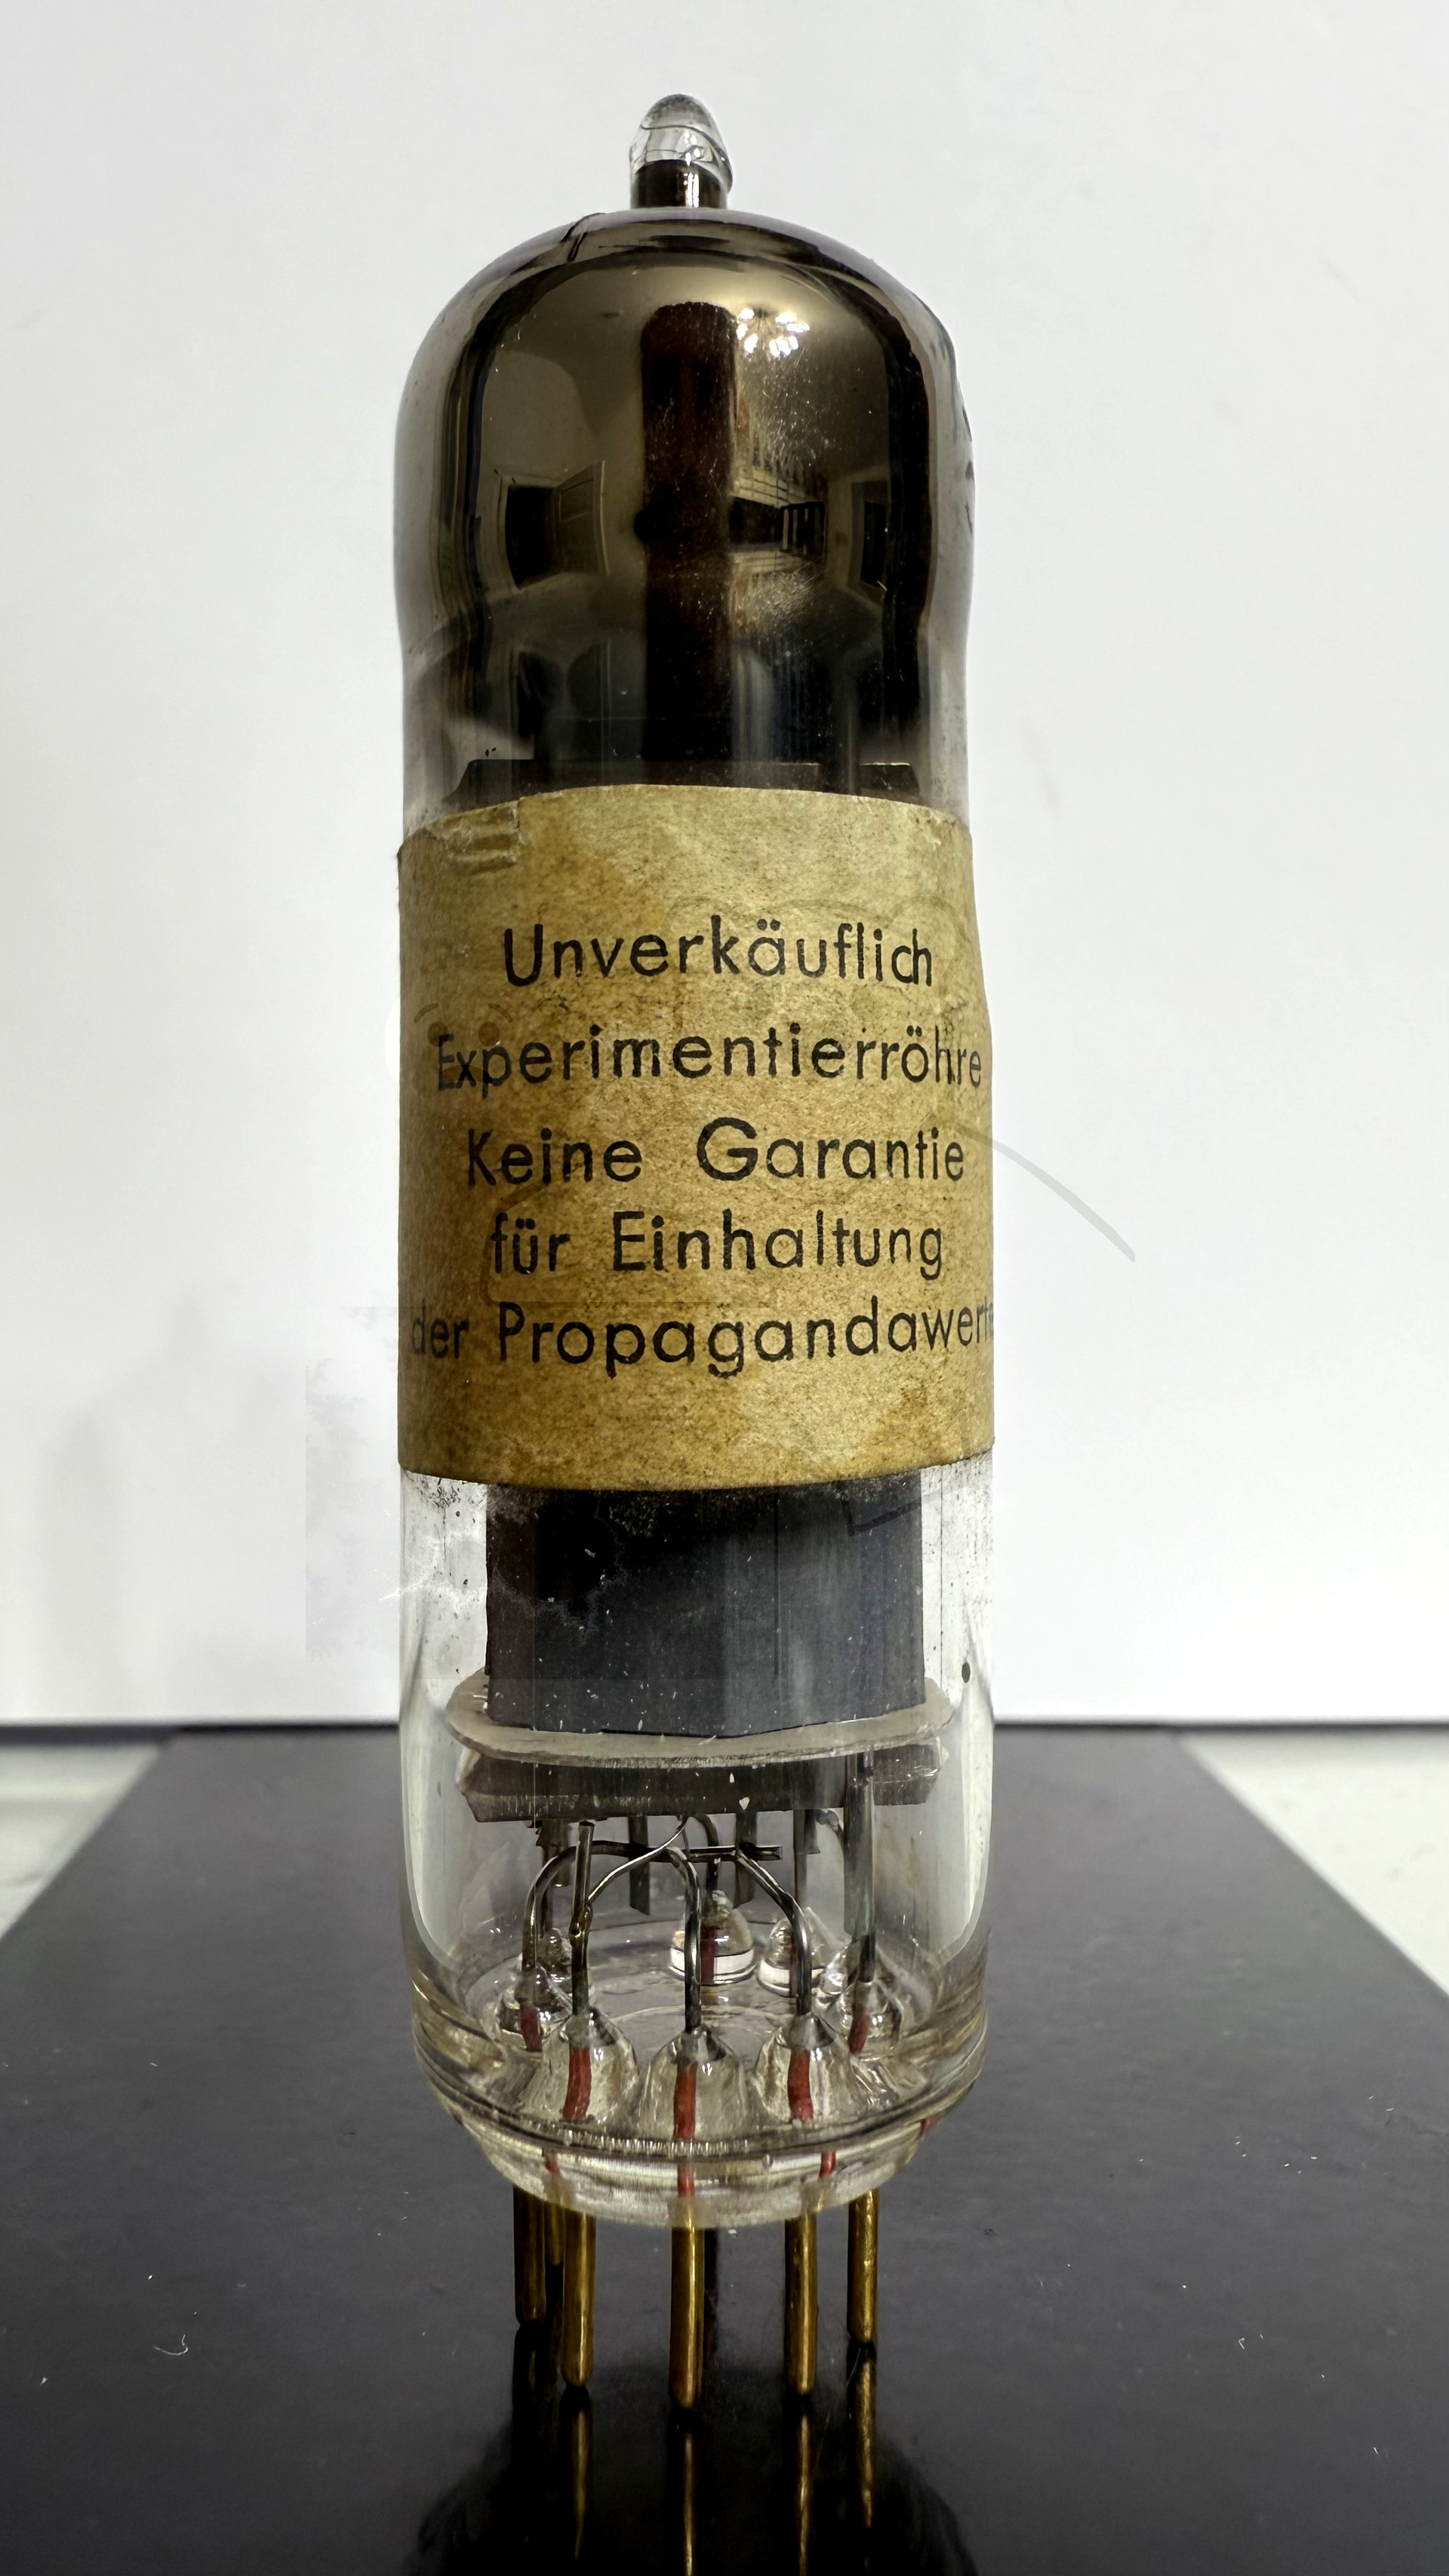 Unverkäuflich
Experimentierröhre
Keine Garantie
für Einhaltung
der Propagandawerte